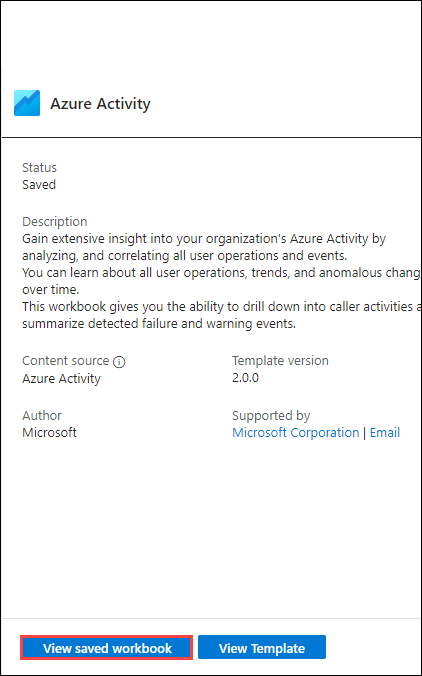 Azure Activity
Status
Saved
Description
Gain extensive insight into your organization's Azure Activity by
analyzing, and correlating all user operations and events.
You can learn about all user operations, trends, and anomalous chang
over time.
This workbook gives you the ability to drill down into caller activities a
summarize detected failure and warning events.
Content source Template version
Azure Activity 2.0.0
Author Supported by
Microsoft Microsoft Corporation | Email
View saved workbook View Template